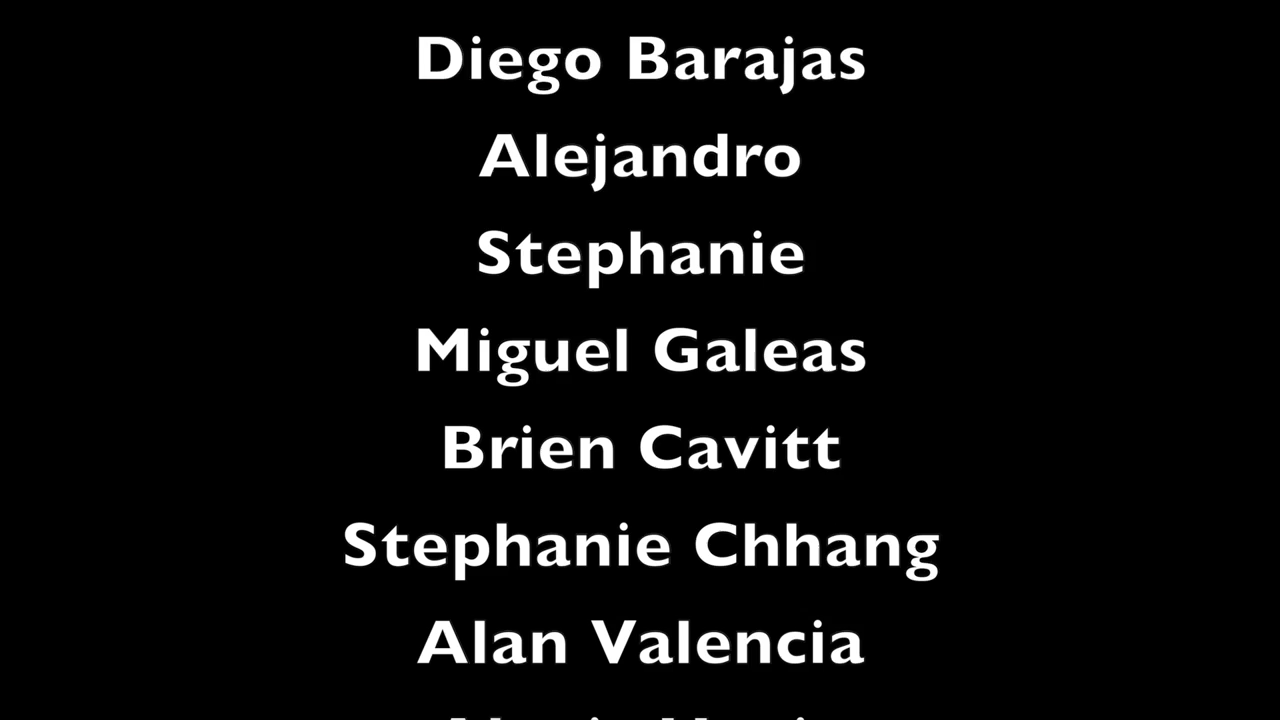 Diego Barajas
Alejandro
Stephanie
Miguel Galeas
Brien Cavitt
Stephanie Chhang
Alan Valencia